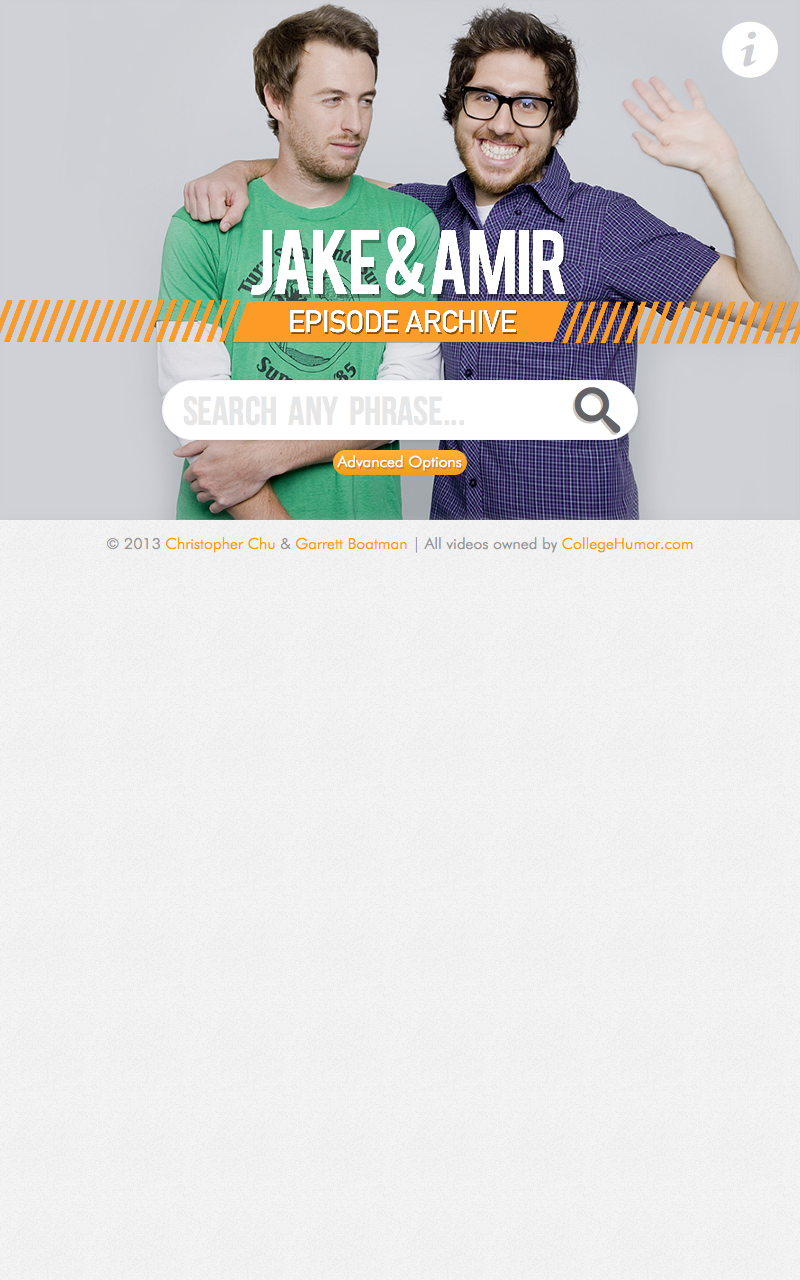 i
JAKE & AMIR
EPISODE ARCHIVE
SEARCH ANY PHRASE...
Advanced Options
© 2013 Christopher Chu & Garrett Boatman | All videos owned by CollegeHumor.com